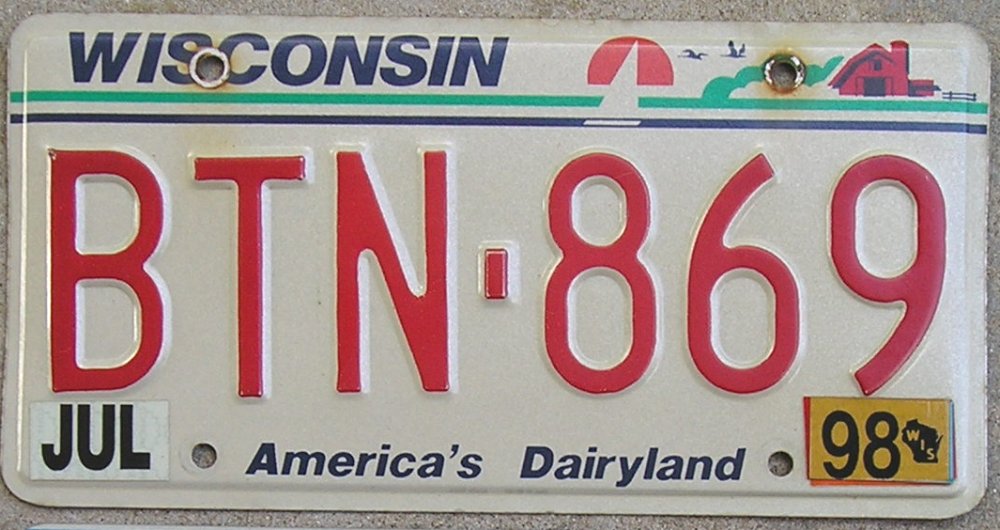 WISCONSIN
BTN-869
JUL
America's Dairyland
98 WIS